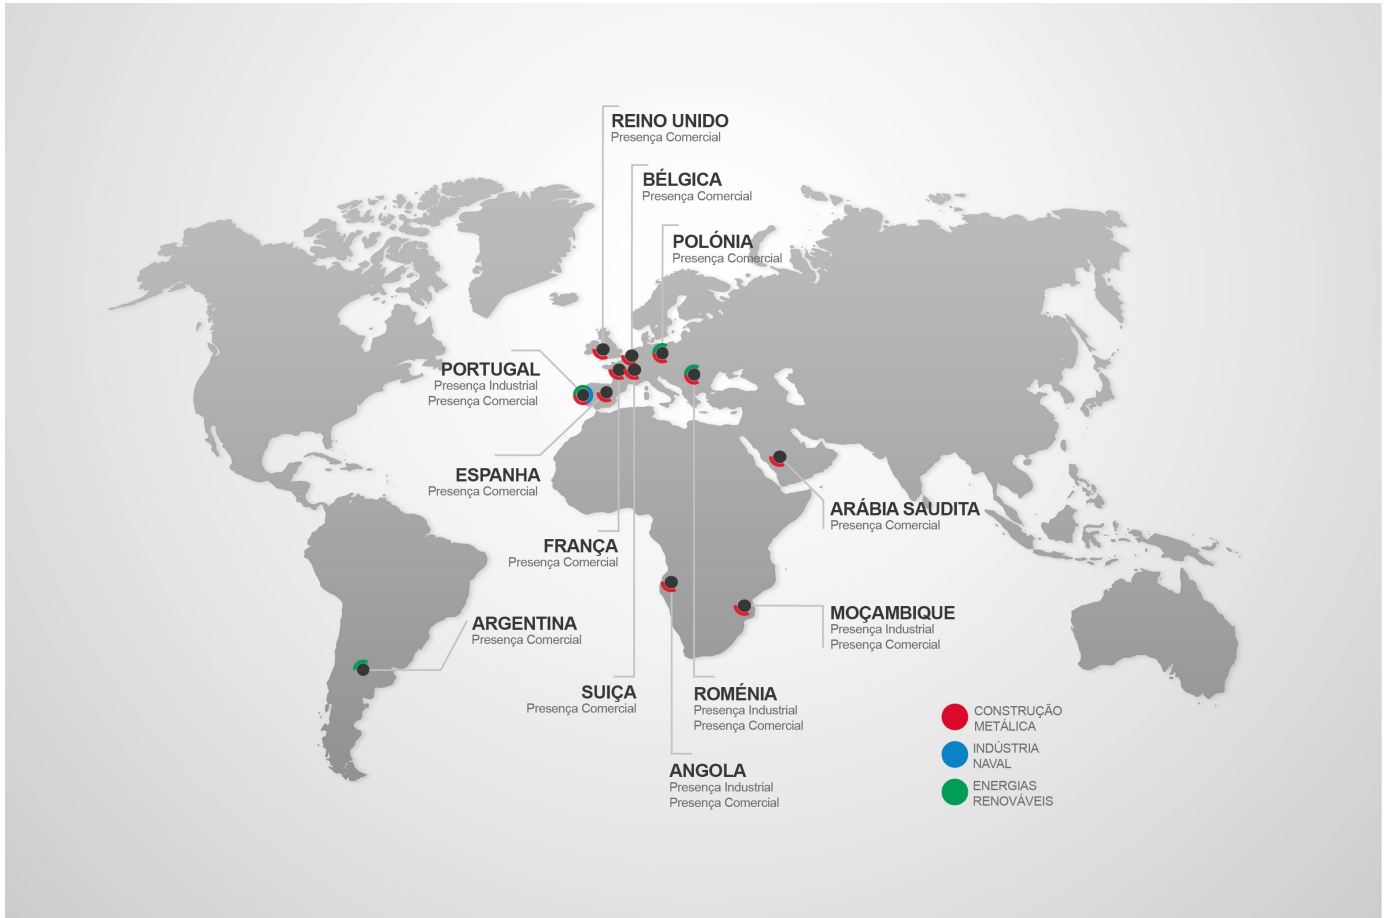 REINO UNIDO
Presença Comercial
BÉLGICA
Presença Comercial
POLÓNIA
Presença Comercial
PORTUGAL
Presença Industrial
Presença Comercial
ESPANHA
Presença Comercial
FRANÇA
Presença Comercial
ARÁBIA SAUDITA
Presença Comercial
ARGENTINA
Presença Comercial
MOÇAMBIQUE
Presença Industrial
Presença Comercial
SUIÇA
Presença Comercial
ROMÉNIA
Presença Industrial
Presença Comercial
ANGOLA
Presença Industrial
Presença Comercial
CONSTRUÇÃO
METÁLICA
INDÚSTRIA
NAVAL
ENERGIAS
RENOVÁVEIS